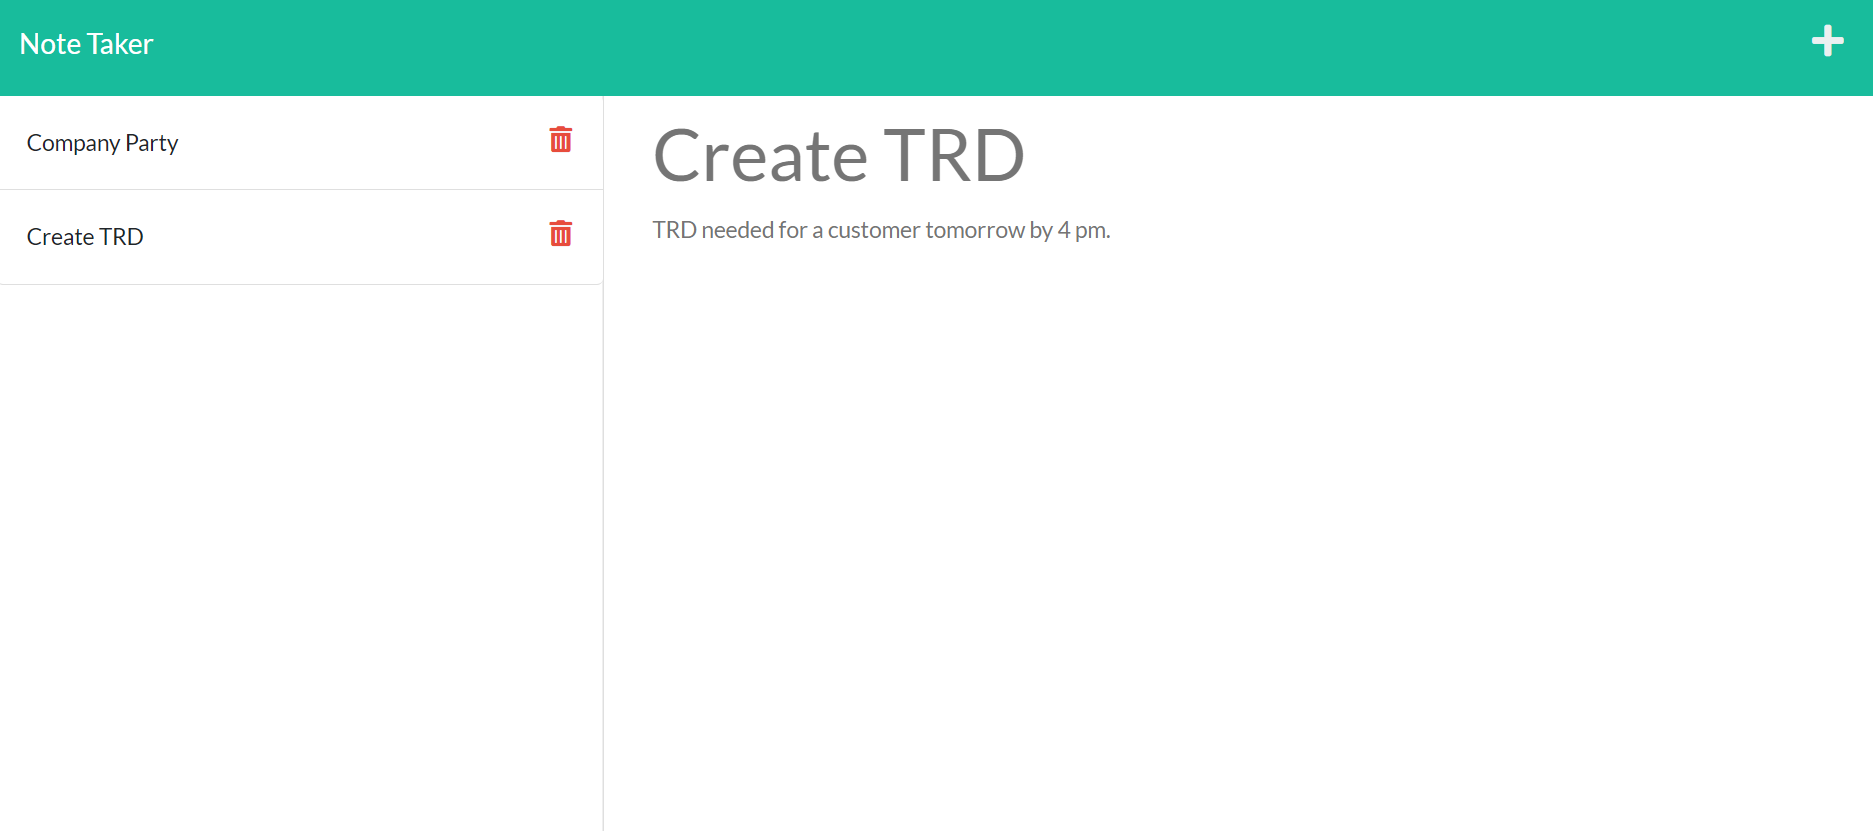 Note Taker
Company Party
Create TRD
Create TRD
TRD needed for a customer tomorrow by 4 pm.